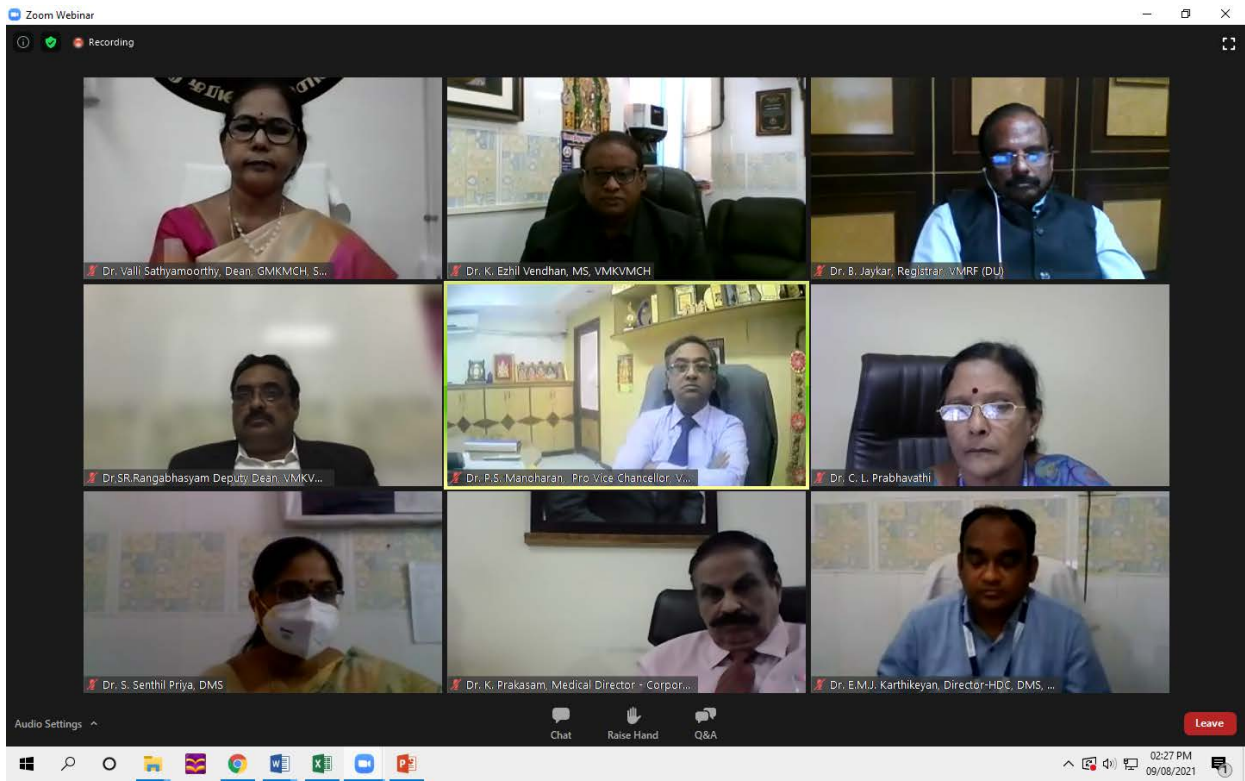 Zoom Webinar
Recording
Dr. Valli Sathyamoorthy, Dean, GMKMCH, S...
Dr. K. Ezhil Vendhan, MS, VMKVMCH
Dr. B. Jaykar, Registrar, VMRF (DU)
Dr.SR.Rangabhasyam Deputy Dean, VMKV...
Dr. P.S. Manoharan, Pro Vice Chancellor, V...
Dr. C. L. Prabhavathi
Dr. S. Senthil Priya, DMS
Dr. K. Prakasam, Medical Director - Corpor...
Dr. E.M.J. Karthikeyan, Director-HDC, DMS, ...
Audio Settings
Chat
Raise Hand
Q&A
Leave
02:27 PM
09/08/2021